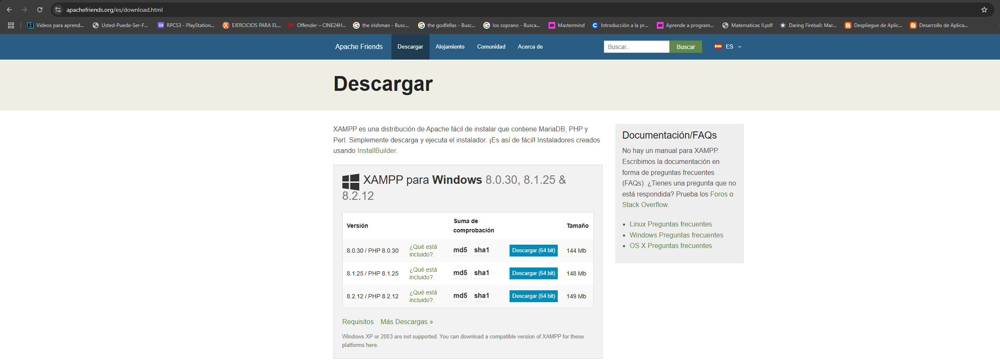 apachefriends.org/es/download.html
Videos para aprend...
Usted-Puede-Ser-F...
RPCS3 - PlayStation...
EJERCICIOS PARA EL...
Offender – CINE24H...
the irishman - Busc...
the godfellas - Busc...
los soprano - Busca...
Mastermind
Introducción a la pr...
Aprende a program...
Matematicas II.pdf
Daring Fireball: Mar...
Despliegue de Aplic...
Desarrollo de Aplica...
Apache Friends
Descargar
Alojamiento
Comunidad
Acerca de
Buscar..
Buscar
ES
Descargar
XAMPP es una distribución de Apache fácil de instalar que contiene MariaDB, PHP y
Perl. Simplemente descarga y ejecuta el instalador. ¡Es así de fácil! Instaladores creados
usando InstallBuilder.
XAMPP para Windows 8.0.30, 8.1.25 &
8.2.12
Versión
Suma de
comprobación
Tamaño
8.0.30 / PHP 8.0.30
¿Qué está
incluido?.
md5 sha1
Descargar (64 bit)
144 Mb
8.1.25 / PHP 8.1.25
¿Qué está
incluido?.
md5 sha1
Descargar (64 bit)
148 Mb
8.2.12 / PHP 8.2.12
¿Qué está
incluido?.
md5 sha1
Descargar (64 bit)
149 Mb
Requisitos Más Descargas »
Windows XP or 2003 are not supported. You can download a compatible version of XAMPP for these
platforms here.
Documentación/FAQs
No hay un manual para XAMPP.
Escribimos la documentación en
forma de preguntas frecuentes
(FAQs). ¿Tienes una pregunta que no
está respondida? Prueba los Foros o
Stack Overflow.
Linux Preguntas frecuentes
Windows Preguntas frecuentes
OS X Preguntas frecuentes